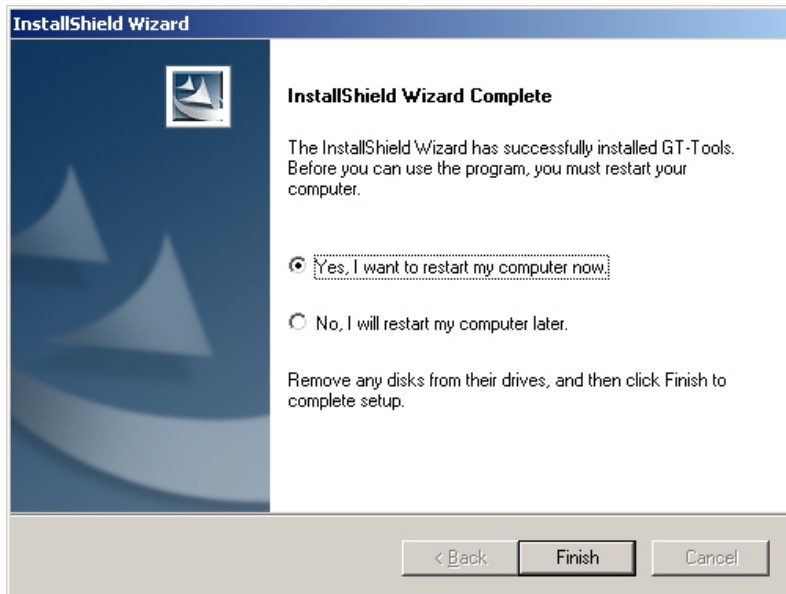 InstallShield Wizard
InstallShield Wizard Complete
The InstallShield Wizard has successfully installed GT-Tools.
Before you can use the program, you must restart your
computer.
Yes, I want to restart my computer now.
No, I will restart my computer later.
Remove any disks from their drives, and then click Finish to
complete setup.
< Back
Finish
Cancel